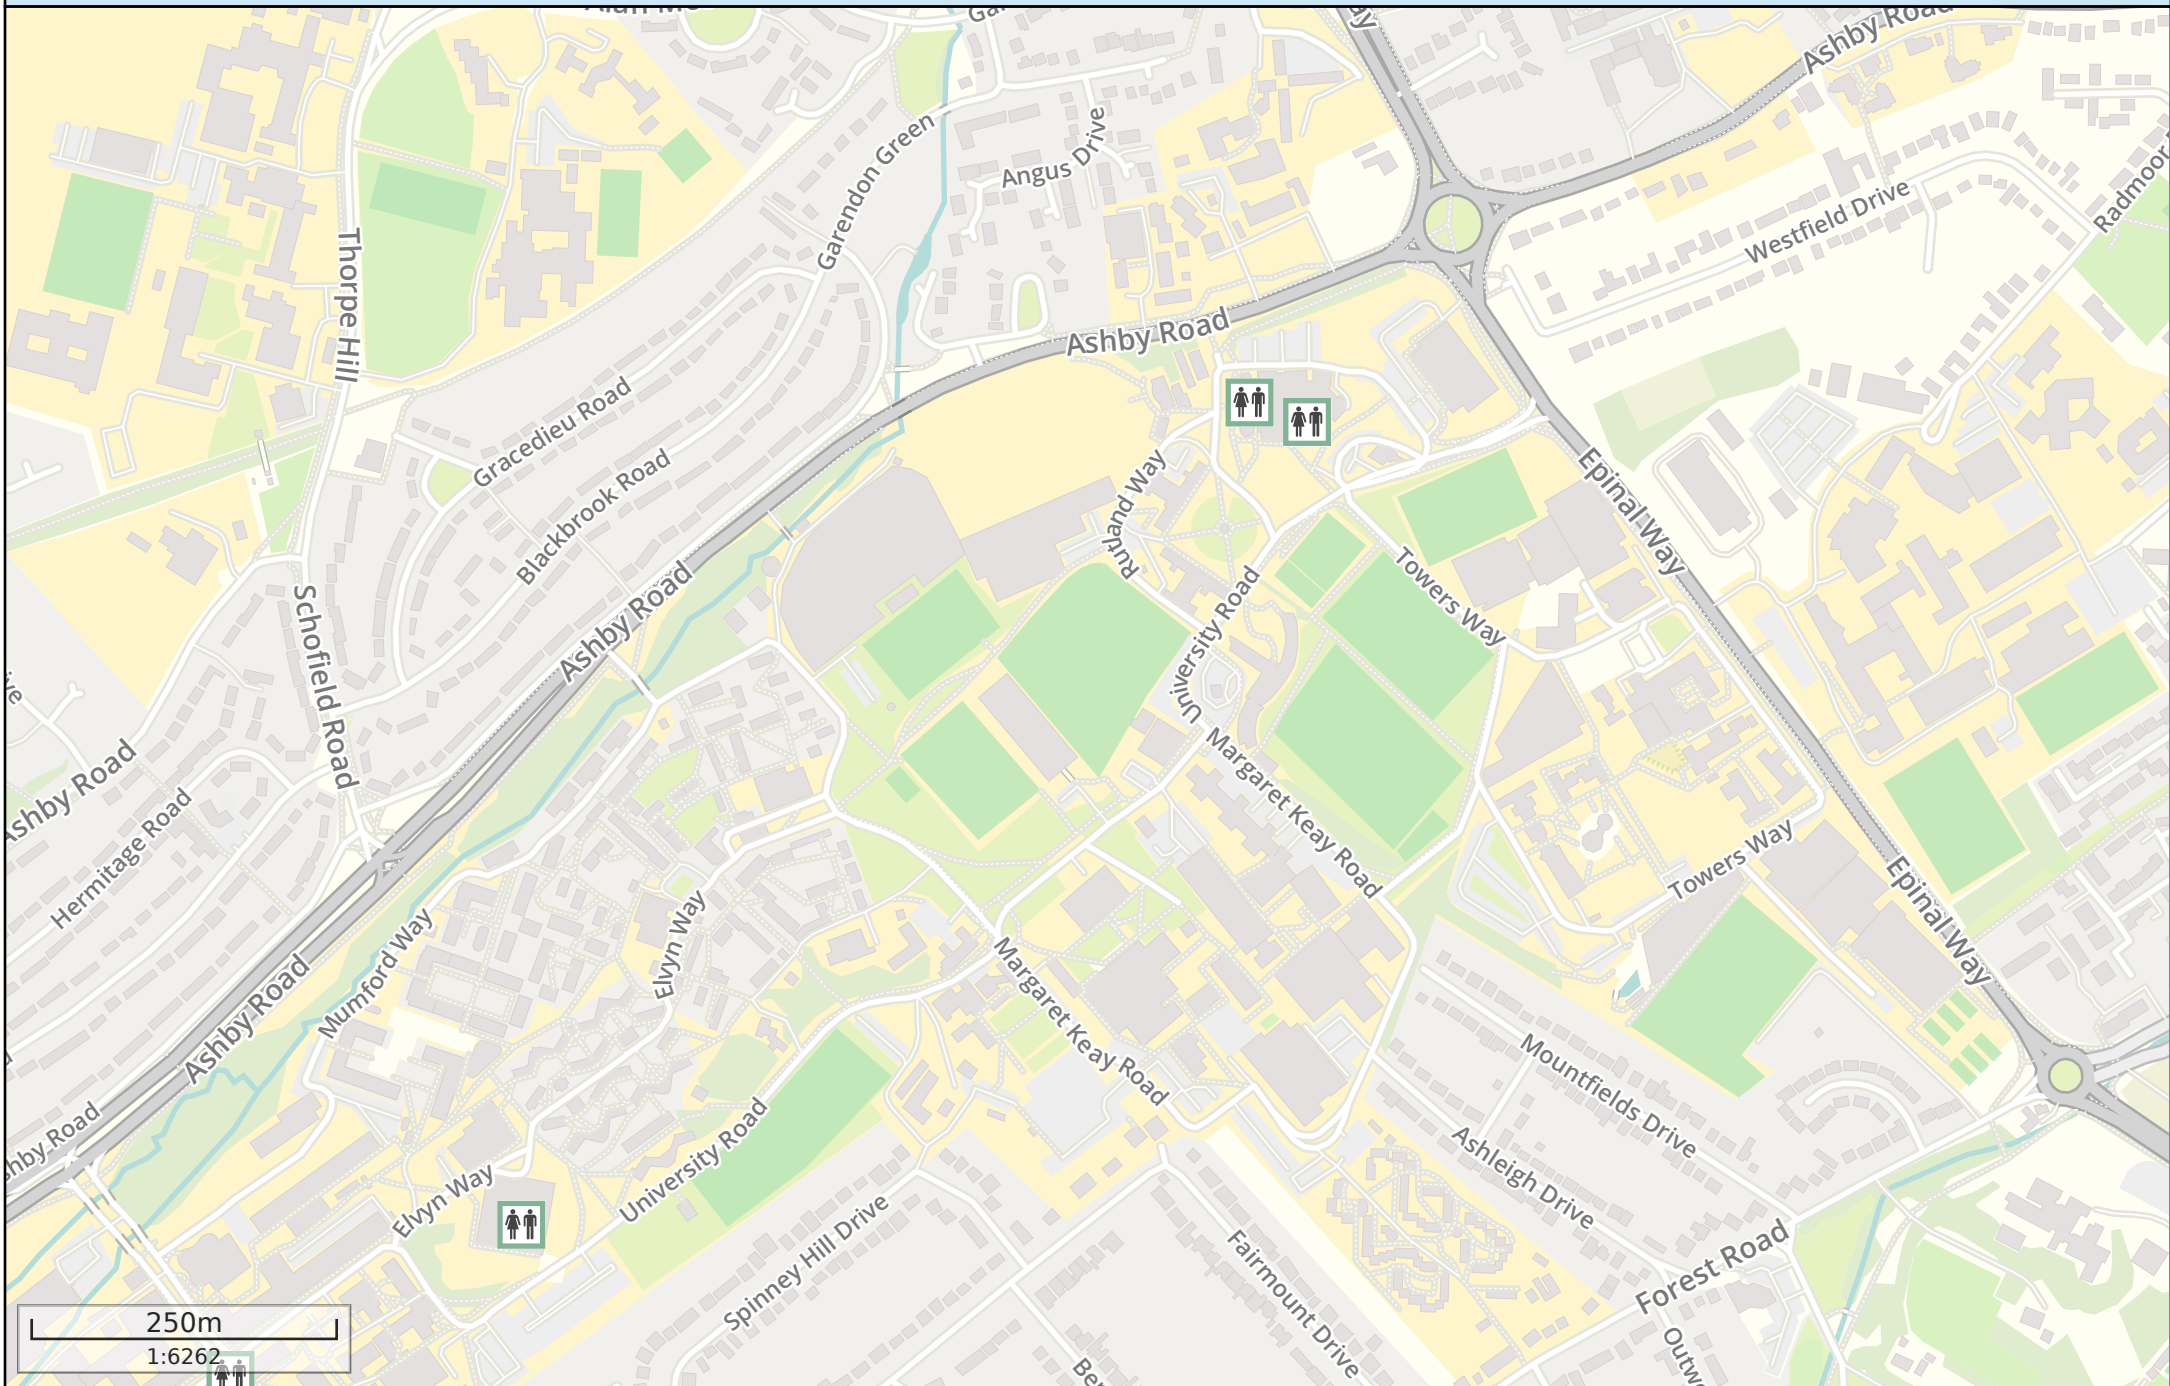 Ashby Road
Garendon Green
Angus Drive
Westfield Drive
Thorpe Hill
Ashby Road
Gracedieu Road
Blackbrook Road
Rutland Way
Epinal Way
Towers Way
Ashby Road
University Road
Schofield Road
Margaret Keay Road
Ashby Road
Hermitage Road
Towers Way
Epinal Way
Elvyn Way
Mumford Way
Ashby Road
Margaret Keay Road
Mountfields Drive
Ashleigh Drive
University Road
Elvyn Way
Spinney Hill Drive
Fairmount Drive
Forest Road
250m
1:6262